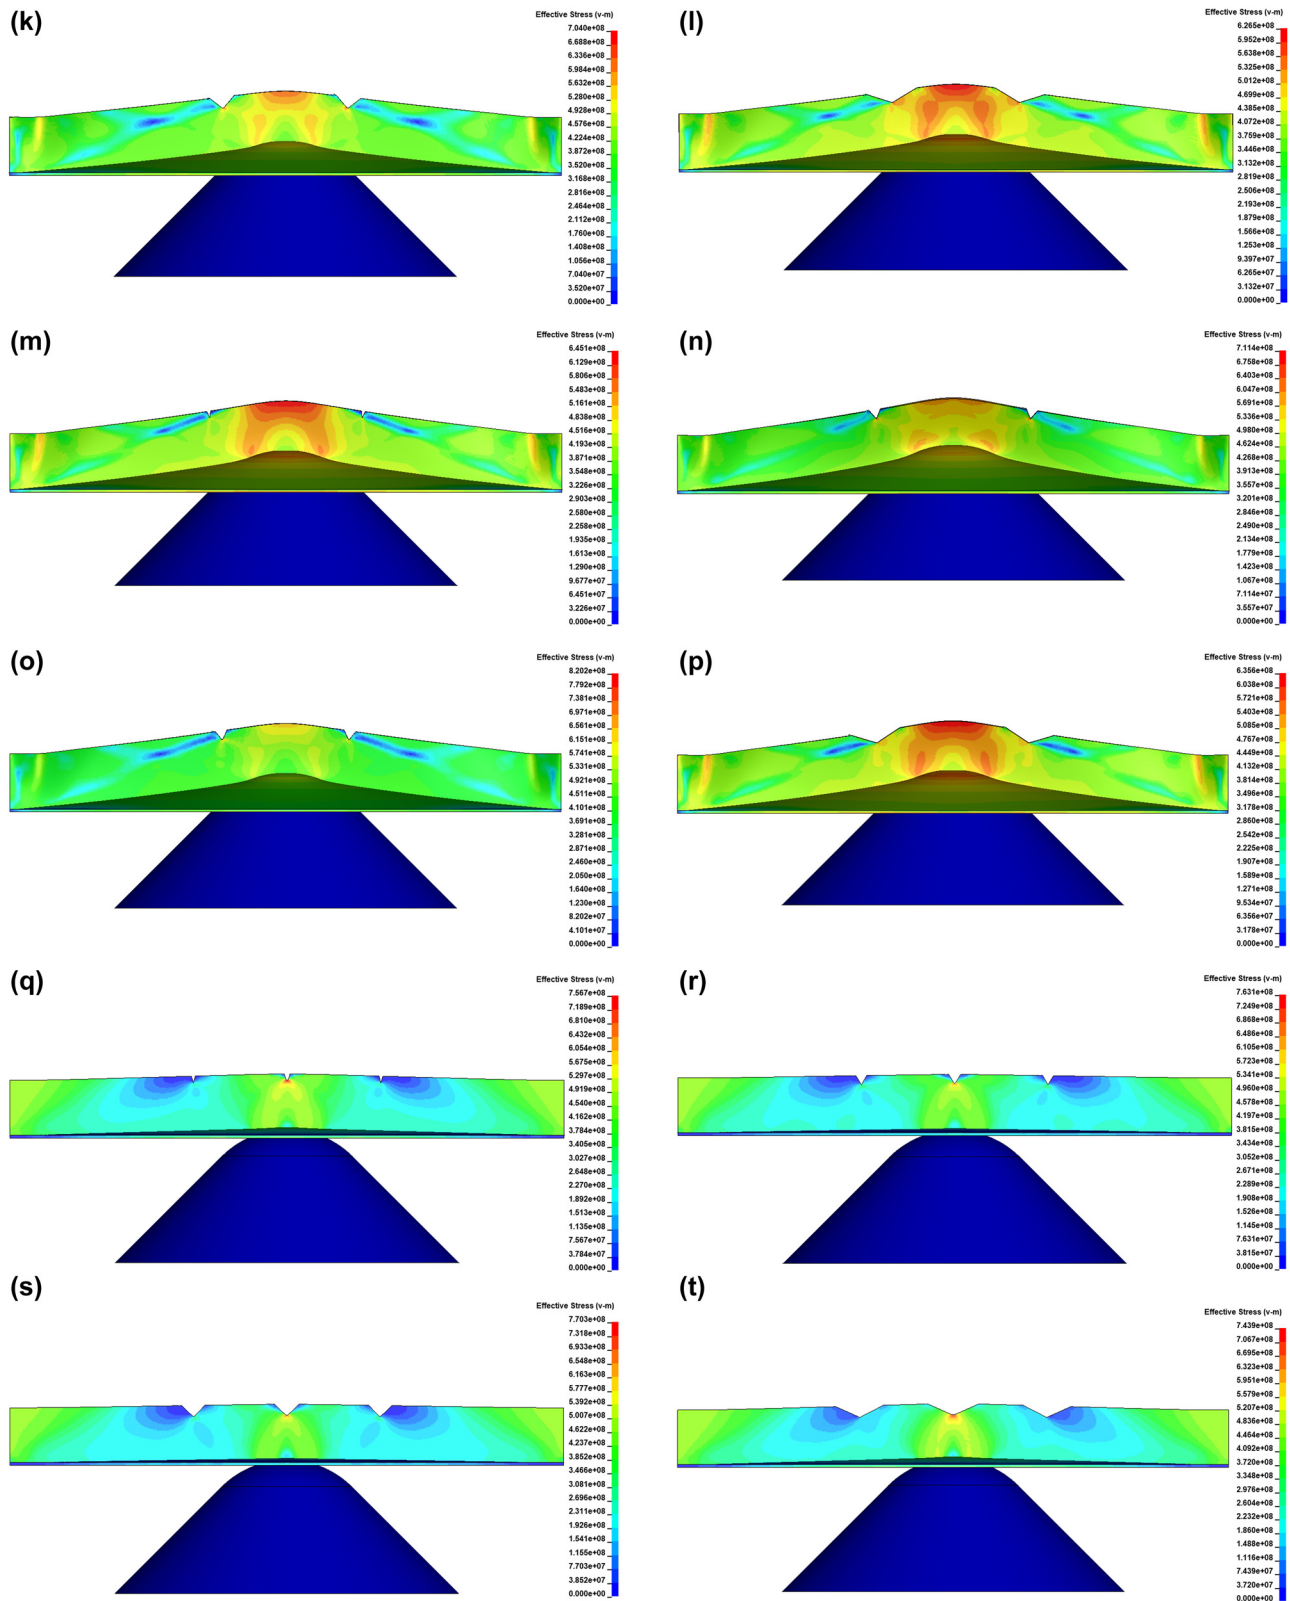 (k)
Effective Stress (v-m)
7.040e+08
6.688e+08
6.336e+08
5.984e+08
5.632e+08
5.280e+08
4.928e+08
4.576e+08
4.224e+08
3.872e+08
3.520e+08
3.168e+08
2.816e+08
2.464e+08
2.112e+08
1.760e+08
1.408e+08
1.056e+08
7.040e+07
3.520e+07
0.000e+00
(l)
Effective Stress (v-m)
6.265e+08
5.952e+08
5.638e+08
5.325e+08
5.012e+08
4.699e+08
4.385e+08
4.072e+08
3.759e+08
3.446e+08
3.132e+08
2.819e+08
2.506e+08
2.193e+08
1.879e+08
1.566e+08
1.253e+08
9.397e+07
6.265e+07
3.132e+07
0.000e+00
(m)
Effective Stress (v-m)
6.451e+08
6.129e+08
5.806e+08
5.483e+08
5.161e+08
4.838e+08
4.516e+08
4.193e+08
3.871e+08
3.548e+08
3.226e+08
2.903e+08
2.580e+08
2.258e+08
1.935e+08
1.613e+08
1.290e+08
9.677e+07
6.451e+07
3.226e+07
0.000e+00
(n)
Effective Stress (v-m)
7.114e+08
6.758e+08
6.403e+08
6.047e+08
5.691e+08
5.336e+08
4.980e+08
4.624e+08
4.268e+08
3.913e+08
3.557e+08
3.201e+08
2.846e+08
2.490e+08
2.134e+08
1.779e+08
1.423e+08
1.067e+08
7.114e+07
3.557e+07
0.000e+00
(o)
Effective Stress (v-m)
8.202e+08
7.792e+08
7.381e+08
6.971e+08
6.561e+08
6.151e+08
5.741e+08
5.331e+08
4.921e+08
4.511e+08
4.101e+08
3.691e+08
3.281e+08
2.871e+08
2.460e+08
2.050e+08
1.640e+08
1.230e+08
8.202e+07
4.101e+07
0.000e+00
(p)
Effective Stress (v-m)
6.356e+08
6.038e+08
5.721e+08
5.403e+08
5.085e+08
4.767e+08
4.449e+08
4.132e+08
3.814e+08
3.496e+08
3.178e+08
2.860e+08
2.542e+08
2.225e+08
1.907e+08
1.589e+08
1.271e+08
9.534e+07
6.356e+07
3.178e+07
0.000e+00
(q)
Effective Stress (v-m)
7.567e+08
7.189e+08
6.810e+08
6.432e+08
6.054e+08
5.675e+08
5.297e+08
4.919e+08
4.540e+08
4.162e+08
3.784e+08
3.405e+08
3.027e+08
2.648e+08
2.270e+08
1.892e+08
1.513e+08
1.135e+08
7.567e+07
3.784e+07
0.000e+00
(r)
Effective Stress (v-m)
7.631e+08
7.249e+08
6.868e+08
6.486e+08
6.105e+08
5.723e+08
5.341e+08
4.960e+08
4.578e+08
4.197e+08
3.815e+08
3.434e+08
3.052e+08
2.671e+08
2.289e+08
1.908e+08
1.526e+08
1.145e+08
7.631e+07
3.815e+07
0.000e+00
(s)
Effective Stress (v-m)
7.703e+08
7.318e+08
6.933e+08
6.548e+08
6.163e+08
5.777e+08
5.392e+08
5.007e+08
4.622e+08
4.237e+08
3.852e+08
3.466e+08
3.081e+08
2.696e+08
2.311e+08
1.926e+08
1.541e+08
1.155e+08
7.703e+07
3.852e+07
0.000e+00
(t)
Effective Stress (v-m)
7.439e+08
7.067e+08
6.695e+08
6.323e+08
5.951e+08
5.579e+08
5.207e+08
4.836e+08
4.464e+08
4.092e+08
3.720e+08
3.348e+08
2.976e+08
2.604e+08
2.232e+08
1.860e+08
1.488e+08
1.116e+08
7.439e+07
3.720e+07
0.000e+00